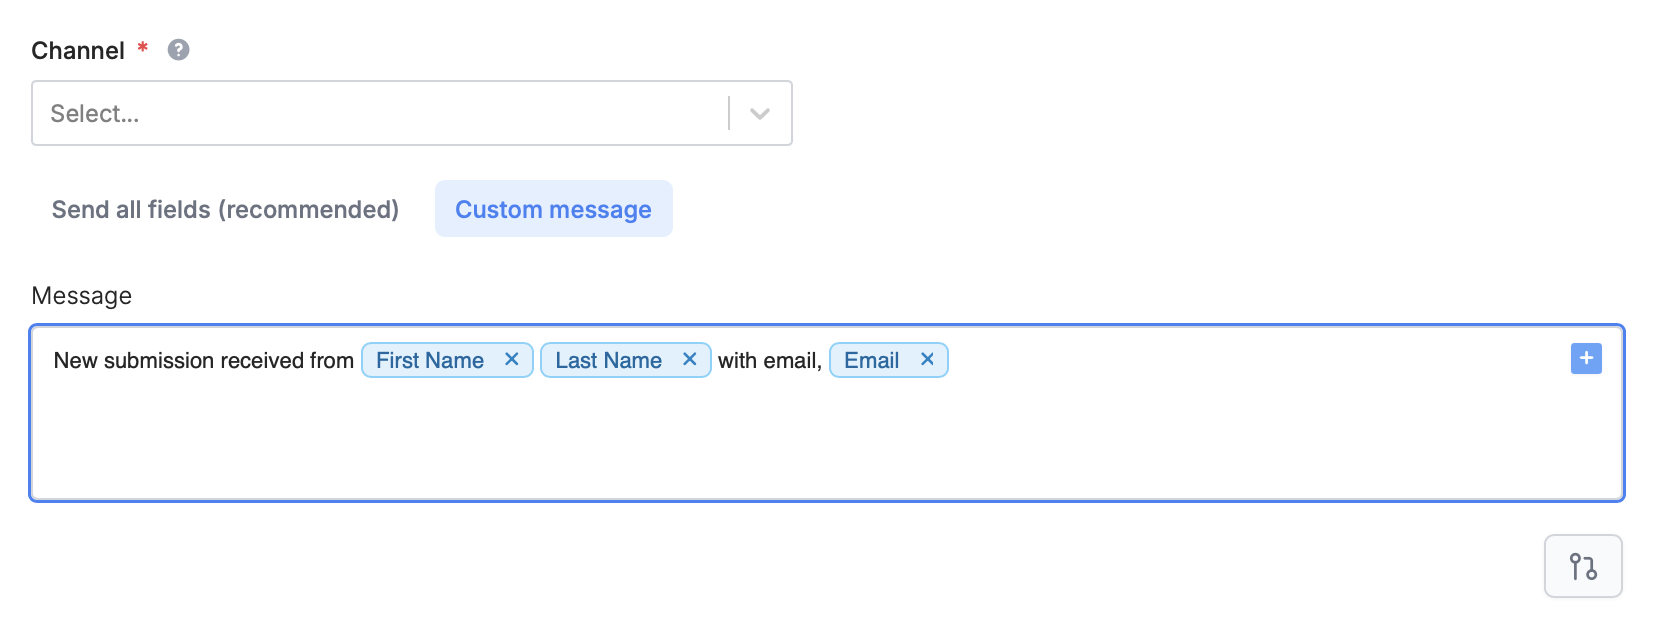 Channel * ?
Select...
Send all fields (recommended) Custom message
Message
New submission received from First Name × Last Name × with email, Email ×
+